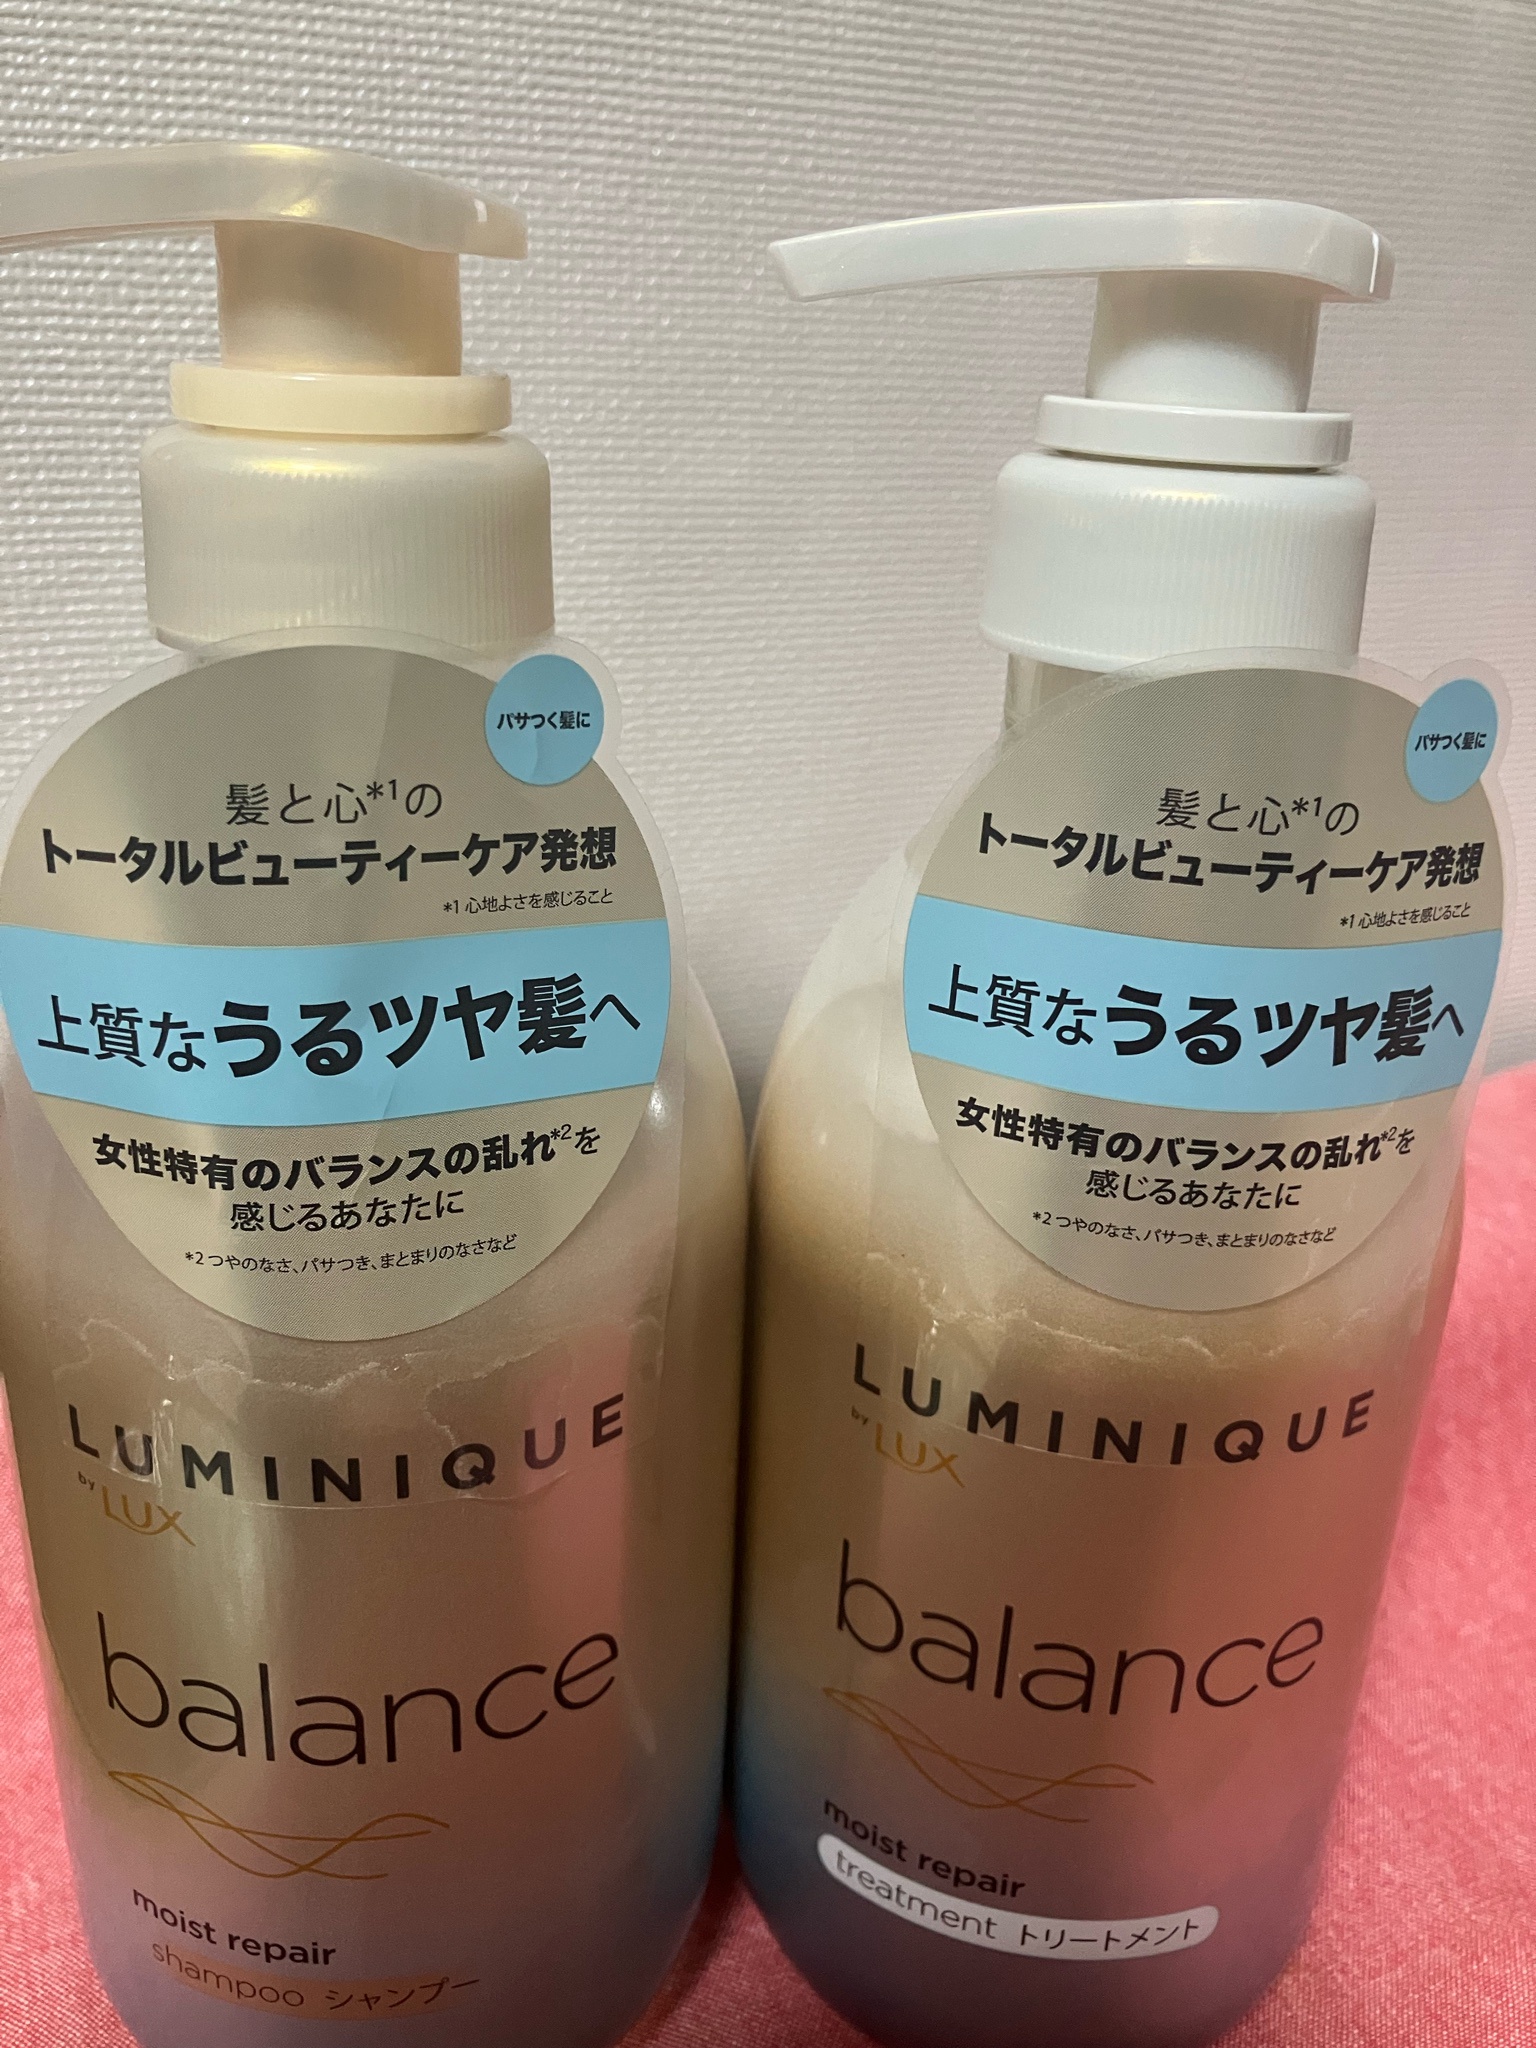 パサつく髪に
髪と心*1の
トータルビューティーケア発想
*1 心地よさを感じること
上質なうるツヤ髪へ
女性特有のバランスの乱れ*2を
感じるあなたに
*2 つやのなさ、パサつき、まとまりのなさなど
LUMINIQUE
by LUX
balance
moist repair
shampoo シャンプー
パサつく髪に
髪と心*1の
トータルビューティーケア発想
*1 心地よさを感じること
上質なうるツヤ髪へ
女性特有のバランスの乱れ*2を
感じるあなたに
*2 つやのなさ、パサつき、まとまりのなさなど
LUMINIQUE
by LUX
balance
moist repair
treatment トリートメント